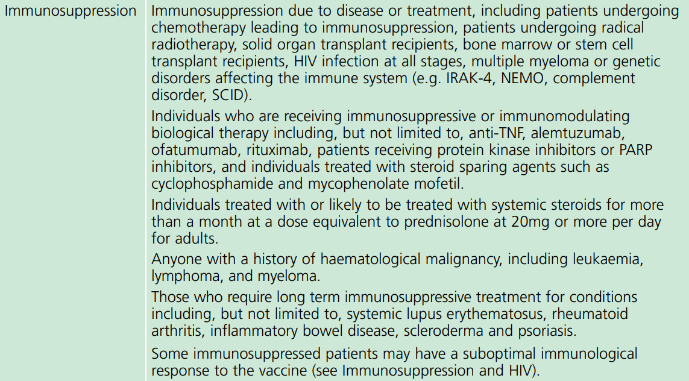 Immunosuppression
Immunosuppression due to disease or treatment, including patients undergoing
chemotherapy leading to immunosuppression, patients undergoing radical
radiotherapy, solid organ transplant recipients, bone marrow or stem cell
transplant recipients, HIV infection at all stages, multiple myeloma or genetic
disorders affecting the immune system (e.g. IRAK-4, NEMO, complement
disorder, SCID).
Individuals who are receiving immunosuppressive or immunomodulating
biological therapy including, but not limited to, anti-TNF, alemtuzumab,
ofatumumab, rituximab, patients receiving protein kinase inhibitors or PARP
inhibitors, and individuals treated with steroid sparing agents such as
cyclophosphamide and mycophenolate mofetil.
Individuals treated with or likely to be treated with systemic steroids for more
than a month at a dose equivalent to prednisolone at 20mg or more per day
for adults.
Anyone with a history of haematological malignancy, including leukaemia,
lymphoma, and myeloma.
Those who require long term immunosuppressive treatment for conditions
including, but not limited to, systemic lupus erythematosus, rheumatoid
arthritis, inflammatory bowel disease, scleroderma and psoriasis.
Some immunosuppressed patients may have a suboptimal immunological
response to the vaccine (see Immunosuppression and HIV).